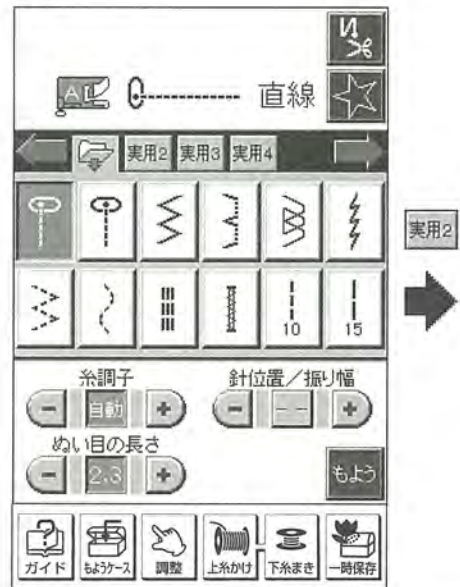 A 直線
実用2 実用3 実用4
実用2
10 15
糸調子 針位置／振り幅
- 自動 + - -- +
ぬい目の長さ
- 2.3 + もよう
ガイド もようケース 調整 上糸かけ 下糸まき 一時保存